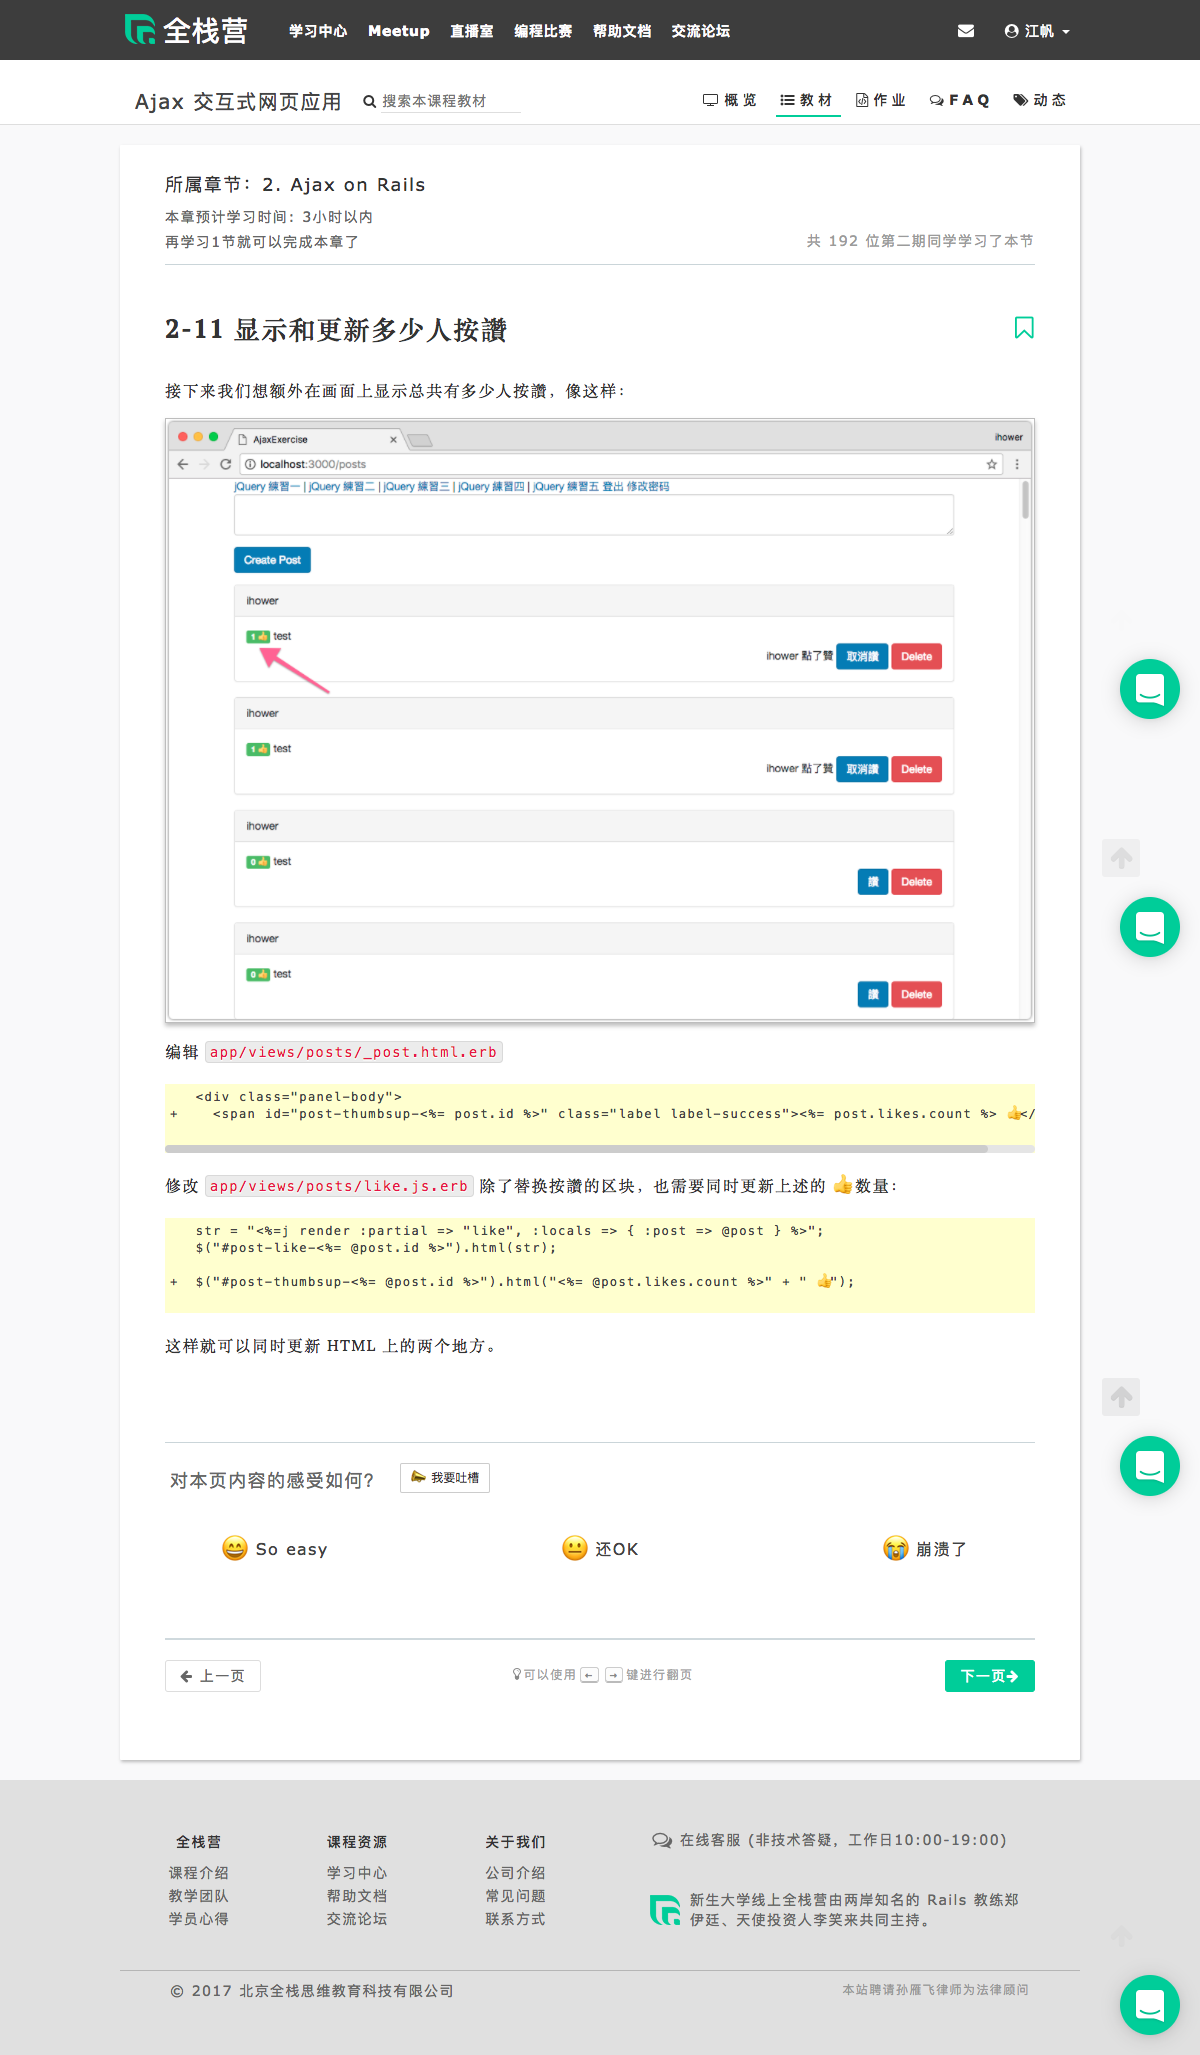 全栈营 学习中心 Meetup 直播室 编程比赛 帮助文档 交流论坛 江帆
Ajax 交互式网页应用 搜索本课程教材 概览 教材 作业 FAQ 动态
所属章节：2. Ajax on Rails
本章预计学习时间：3小时以内
再学习1节就可以完成本章了
共 192 位第二期同学学习了本节
2-11 显示和更新多少人按讚
接下来我们想额外在画面上显示总共有多少人按讚，像这样：
AjaxExercise
ihower
localhost:3000/posts
jQuery 練習一 | jQuery 練習二 | jQuery 練習三 | jQuery 練習四 | jQuery 練習五 登出 修改密码
Create Post
ihower
1 👍 test
ihower 點了贊 取消讚 Delete
ihower
1 👍 test
ihower 點了贊 取消讚 Delete
ihower
0 👍 test
讚 Delete
ihower
0 👍 test
讚 Delete
编辑 app/views/posts/_post.html.erb
<div class="panel-body">
+ <span id="post-thumbsup-<%= post.id %>" class="label label-success"><%= post.likes.count %> 👍</
修改 app/views/posts/like.js.erb 除了替换按讚的区块，也需要同时更新上述的 👍数量：
str = "<%=j render :partial => "like", :locals => { :post => @post } %>";
$("#post-like-<%= @post.id %>").html(str);
+ $("#post-thumbsup-<%= @post.id %>").html("<%= @post.likes.count %>" + " 👍");
这样就可以同时更新 HTML 上的两个地方。
对本页内容的感受如何？ 我要吐槽
😄 So easy 😐 还OK 😭 崩溃了
← 上一页 可以使用 ← → 键进行翻页 下一页→
全栈营 课程资源 关于我们
课程介绍 学习中心 公司介绍
教学团队 帮助文档 常见问题
学员心得 交流论坛 联系方式
在线客服 (非技术答疑，工作日10:00-19:00)
新生大学线上全栈营由两岸知名的 Rails 教练郑
伊廷、天使投资人李笑来共同主持。
© 2017 北京全栈思维教育科技有限公司
本站聘请孙雁飞律师为法律顾问